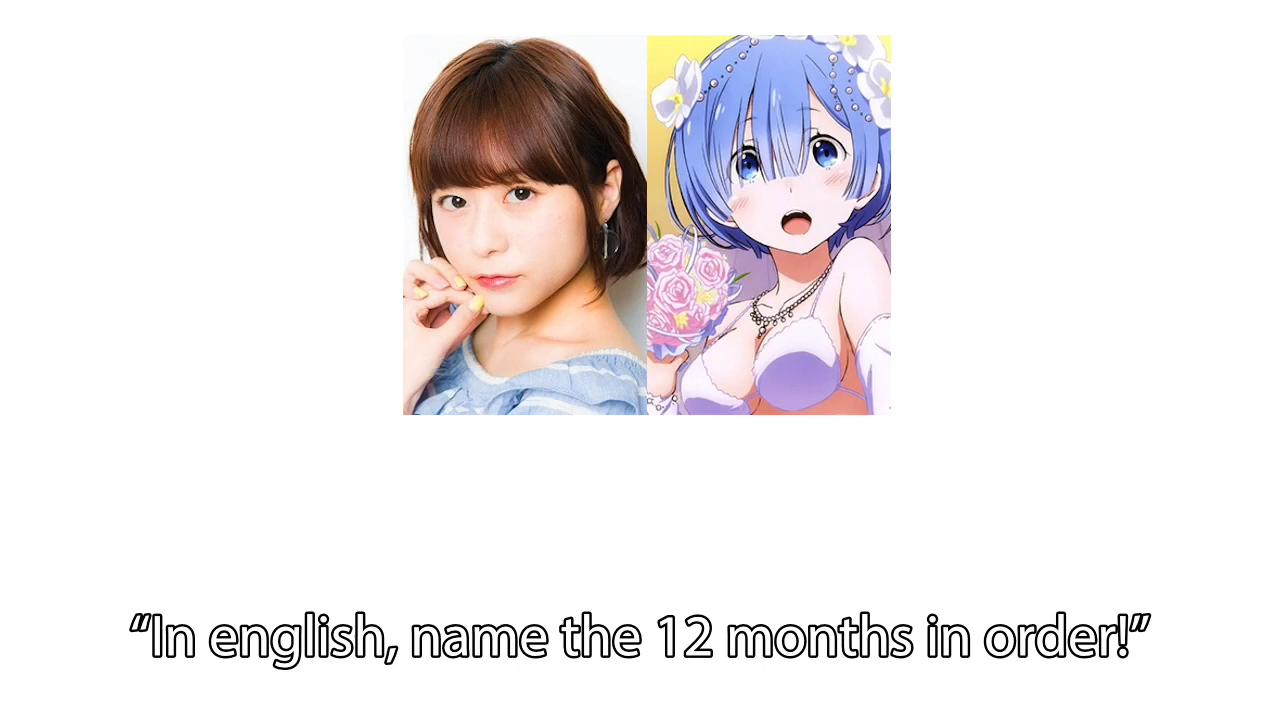 “In english, name the 12 months in order!”